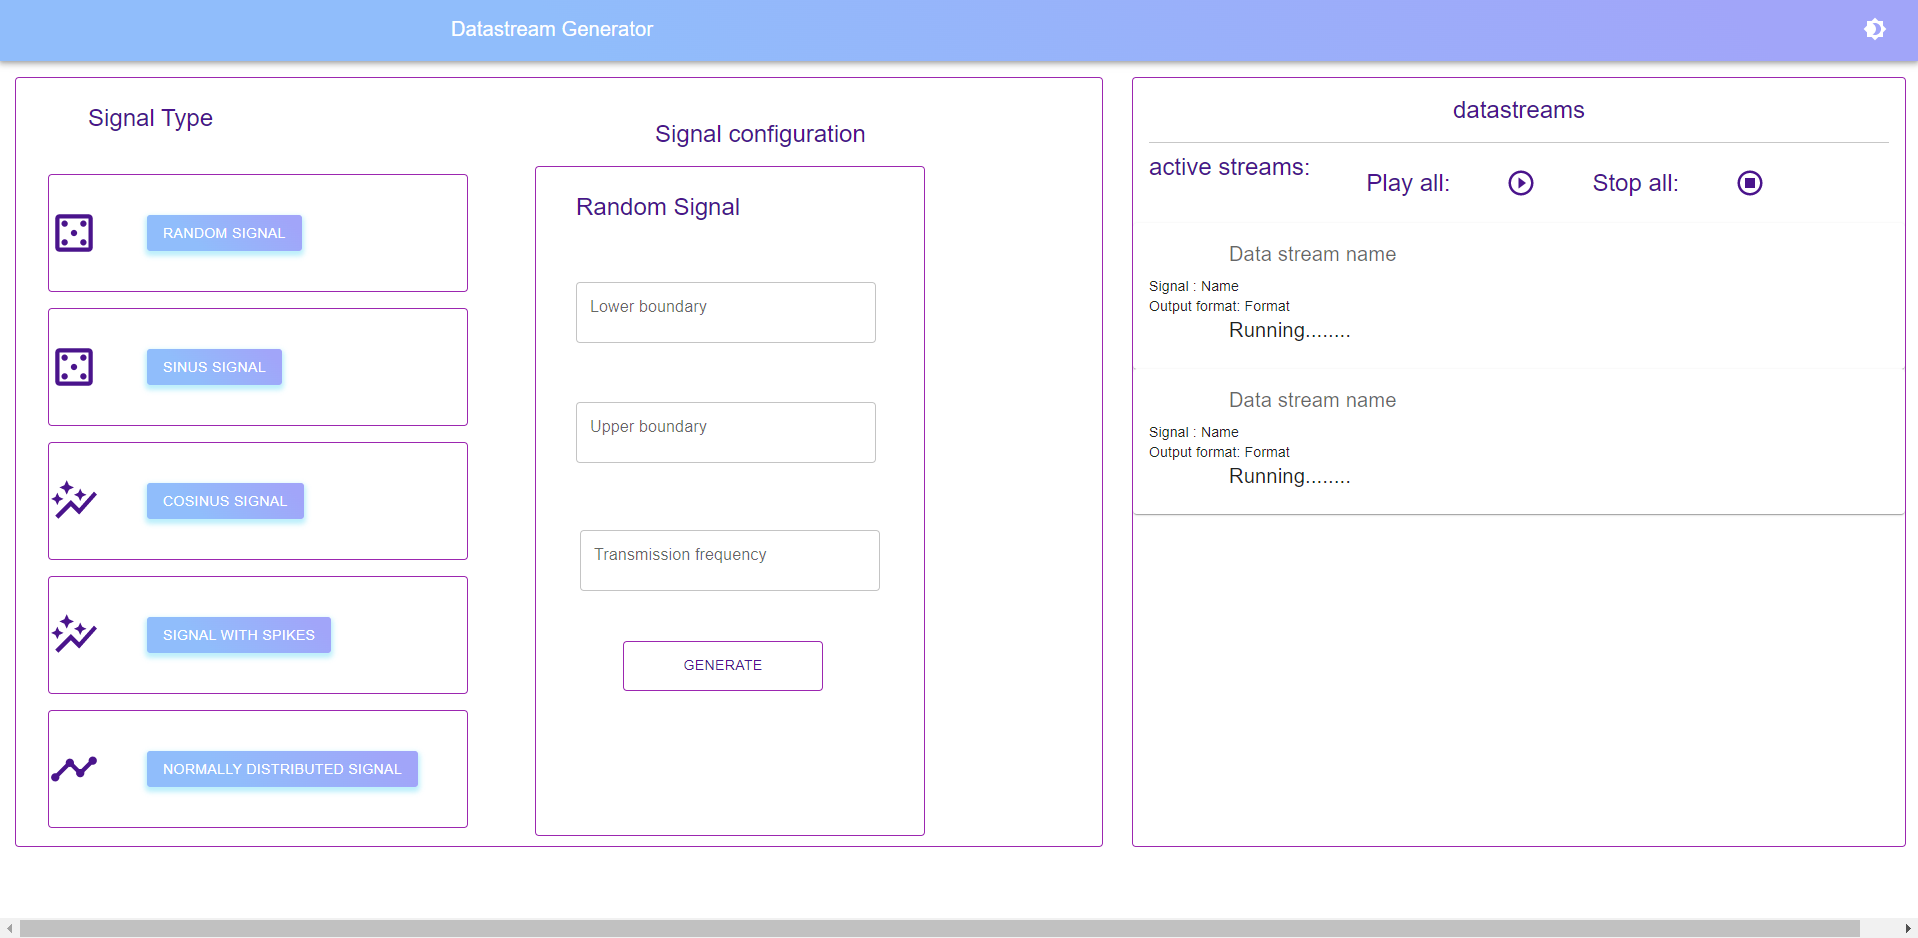 Datastream Generator
Signal Type
RANDOM SIGNAL
SINUS SIGNAL
COSINUS SIGNAL
SIGNAL WITH SPIKES
NORMALLY DISTRIBUTED SIGNAL
Signal configuration
Random Signal
Lower boundary
Upper boundary
Transmission frequency
GENERATE
datastreams
active streams:
Play all:
Stop all:
Data stream name
Signal : Name
Output format: Format
Running........
Data stream name
Signal : Name
Output format: Format
Running........